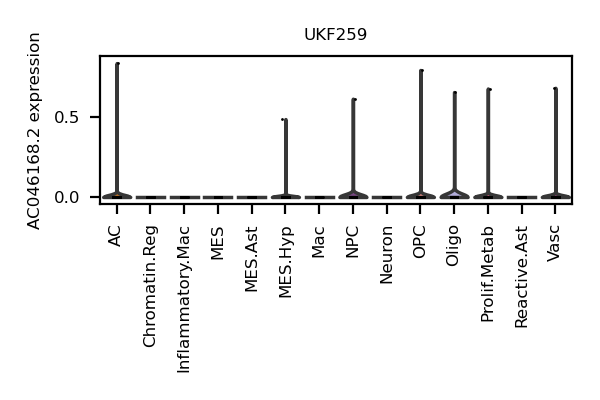 UKF259
AC046168.2 expression
0.5
0.0
AC
Chromatin.Reg
Inflammatory.Mac
MES
MES.Ast
MES.Hyp
Mac
NPC
Neuron
OPC
Oligo
Prolif.Metab
Reactive.Ast
Vasc